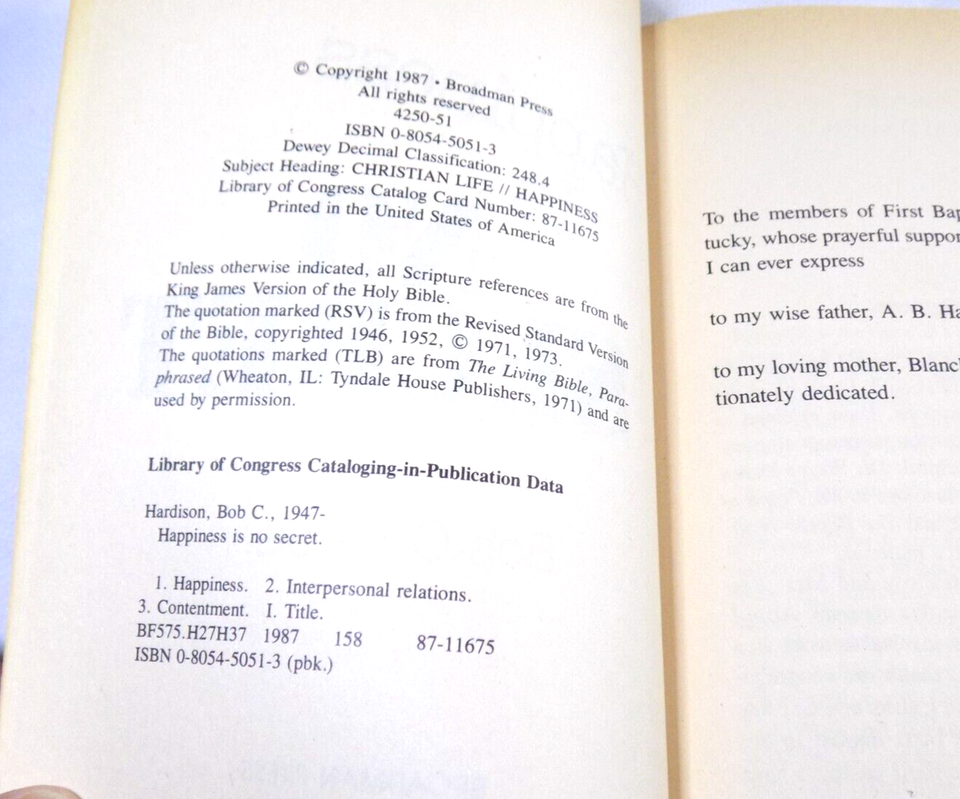 © Copyright 1987 • Broadman Press
All rights reserved
4250-51
ISBN 0-8054-5051-3
Dewey Decimal Classification: 248.4
Subject Heading: CHRISTIAN LIFE // HAPPINESS
Library of Congress Catalog Card Number: 87-11675
Printed in the United States of America
Unless otherwise indicated, all Scripture references are from the
King James Version of the Holy Bible.
The quotation marked (RSV) is from the Revised Standard Version
of the Bible, copyrighted 1946, 1952, © 1971, 1973.
The quotations marked (TLB) are from The Living Bible, Para-
phrased (Wheaton, IL: Tyndale House Publishers, 1971) and are
used by permission.
Library of Congress Cataloging-in-Publication Data
Hardison, Bob C., 1947-
Happiness is no secret.
1. Happiness. 2. Interpersonal relations.
3. Contentment. I. Title.
BF575.H27H37 1987 158 87-11675
ISBN 0-8054-5051-3 (pbk.)
To the members of First Bap
tucky, whose prayerful suppor
I can ever express
to my wise father, A. B. Ha
to my loving mother, Blancl
tionately dedicated.